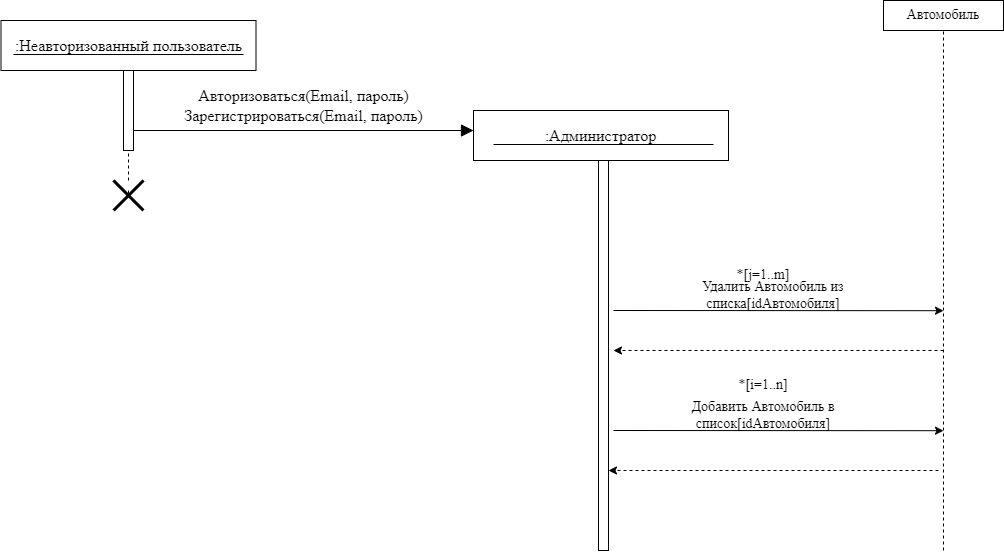 Автомобиль
:Неавторизованный пользователь
Авторизоваться(Email, пароль)
Зарегистрироваться(Email, пароль)
:Администратор
*[j=1..m]
Удалить Автомобиль из
списка[idАвтомобиля]
*[i=1..n]
Добавить Автомобиль в
список[idАвтомобиля]